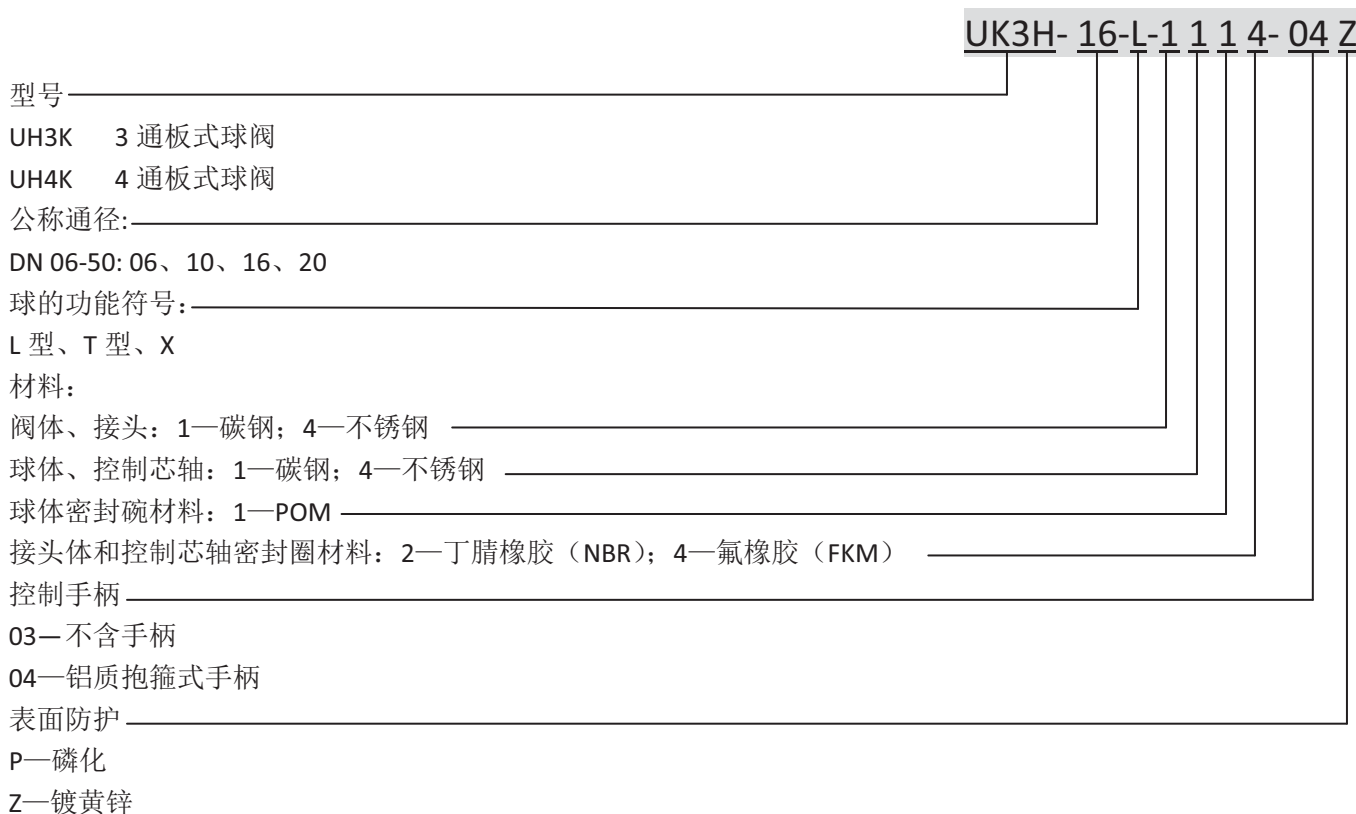 UK3H- 16-L-1 1 1 4- 04 Z
型号
UH3K 3 通板式球阀
UH4K 4 通板式球阀
公称通径:
DN 06-50: 06、10、16、20
球的功能符号：
L 型、T 型、X
材料：
阀体、接头：1—碳钢；4—不锈钢
球体、控制芯轴：1—碳钢；4—不锈钢
球体密封碗材料：1—POM
接头体和控制芯轴密封圈材料：2—丁腈橡胶（NBR）；4—氟橡胶（FKM）
控制手柄
03—不含手柄
04—铝质抱箍式手柄
表面防护
P—磷化
Z—镀黄锌